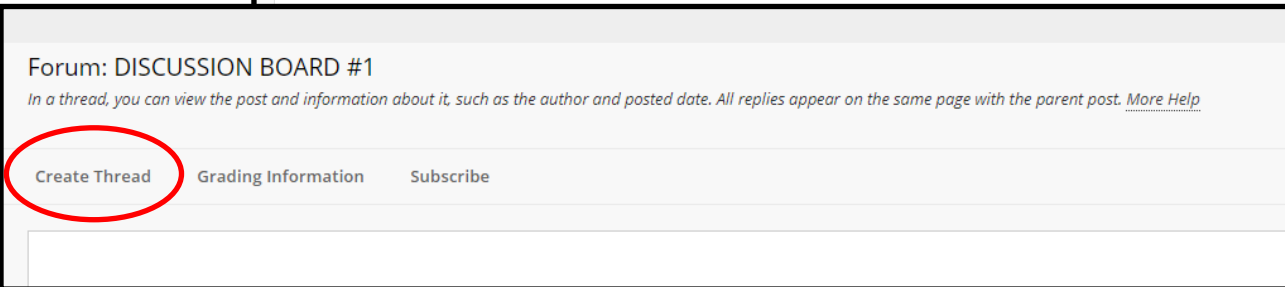 Forum: DISCUSSION BOARD #1
In a thread, you can view the post and information about it, such as the author and posted date. All replies appear on the same page with the parent post. More Help
Create Thread Grading Information Subscribe